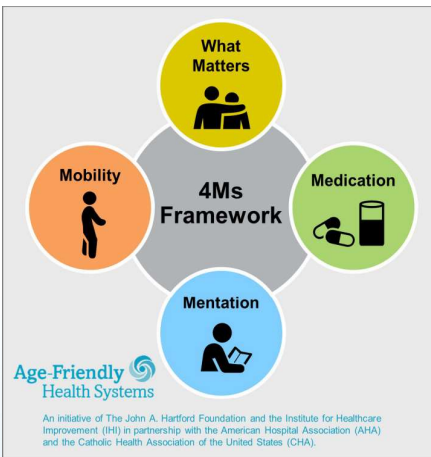 What
Matters
Mobility
4Ms
Framework
Medication
Mentation
Age-Friendly
Health Systems
An initiative of The John A. Hartford Foundation and the Institute for Healthcare
Improvement (IHI) in partnership with the American Hospital Association (AHA)
and the Catholic Health Association of the United States (CHA).